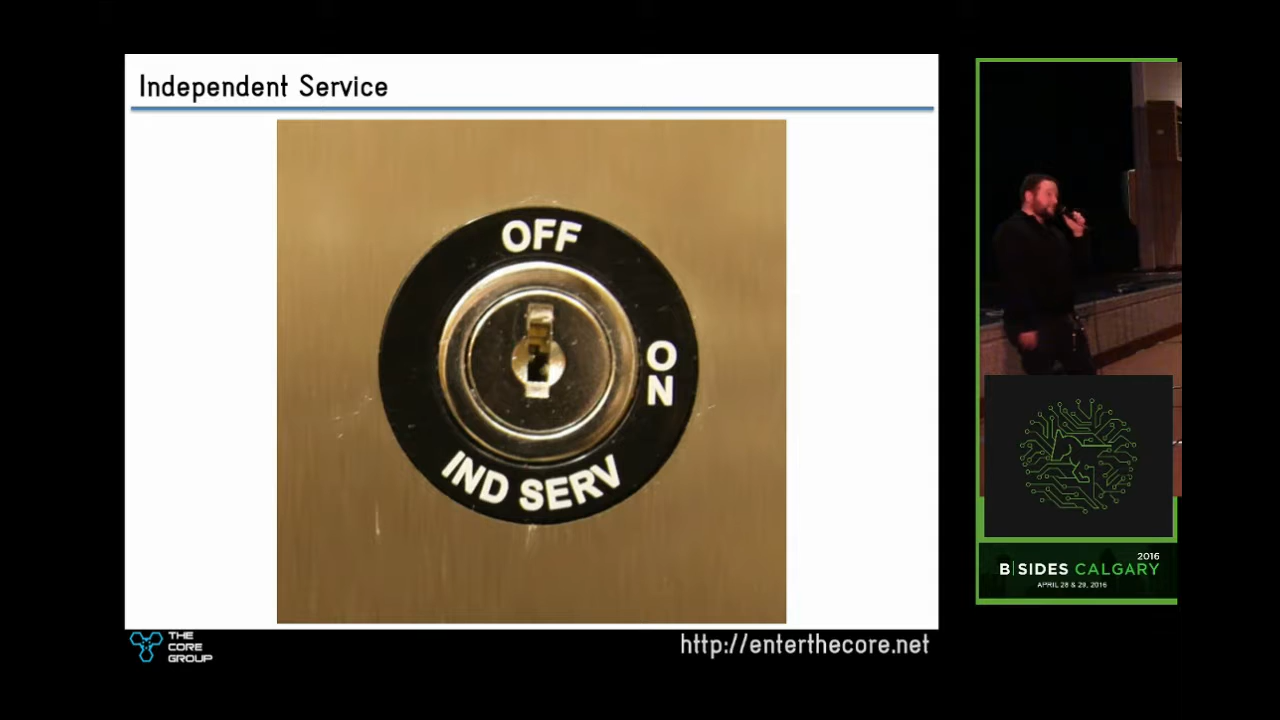 Independent Service
OFF
ON
IND SERV
THE
CORE
GROUP
http://enterthecore.net
2016
B|SIDES CALGARY
APRIL 28 & 29, 2016